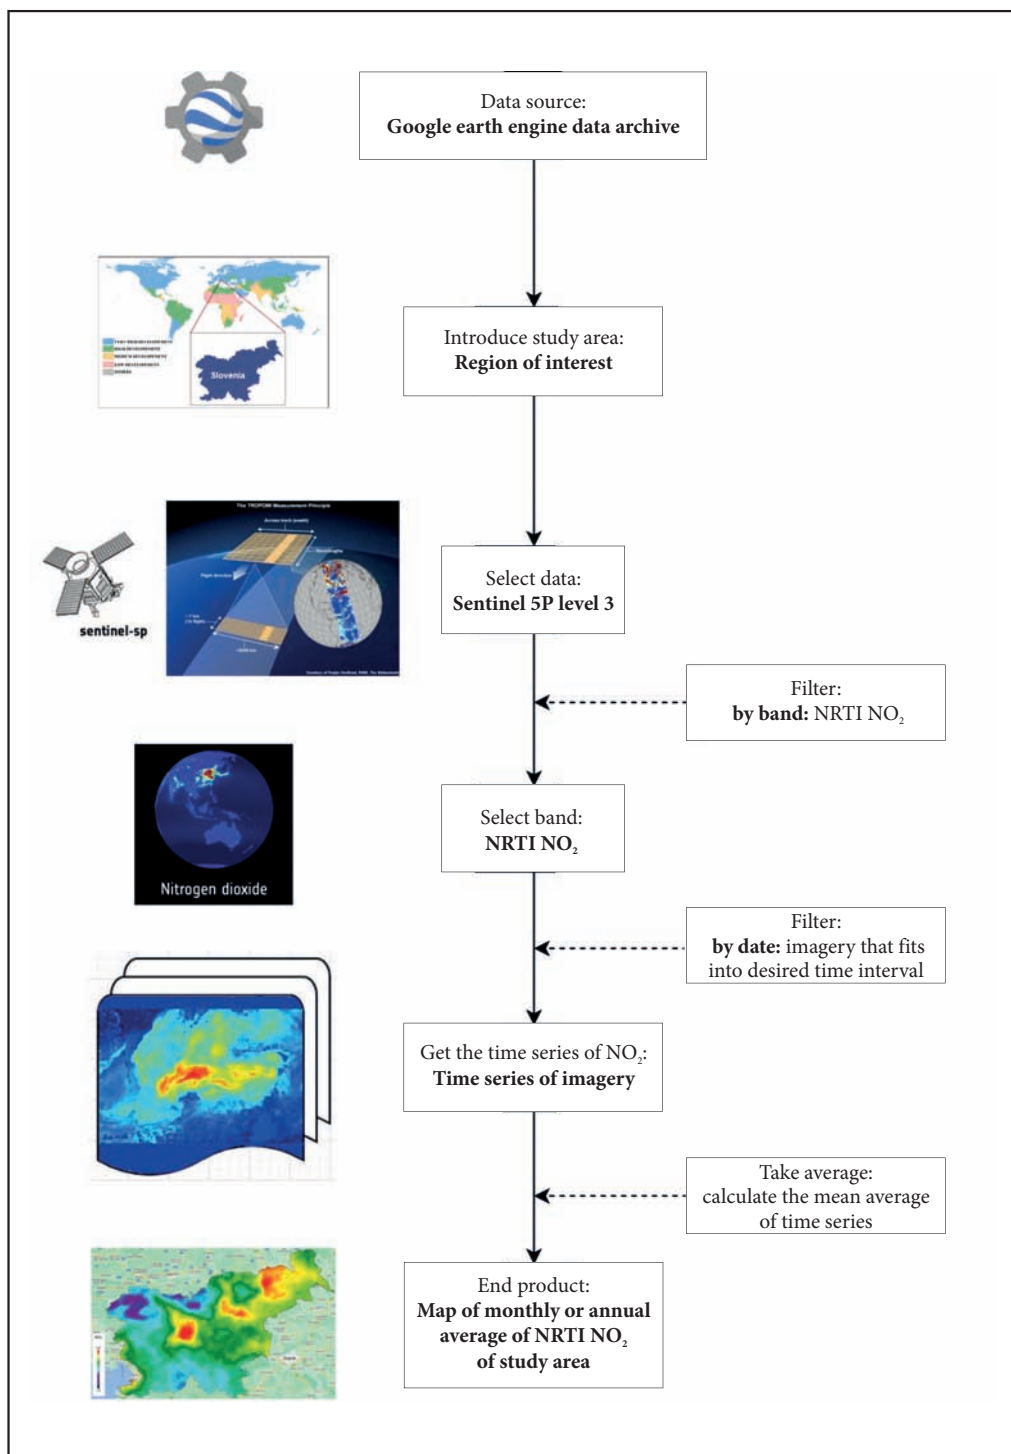 Data source:
Google earth engine data archive
Introduce study area:
Region of interest
Slovenia
The TROPOMI Measurement Principle
Select data:
Sentinel 5P level 3
sentinel-sp
Filter:
by band: NRTI NO₂
Select band:
NRTI NO₂
Nitrogen dioxide
Filter:
by date: imagery that fits
into desired time interval
Get the time series of NO₂:
Time series of imagery
Take average:
calculate the mean average
of time series
End product:
Map of monthly or annual
average of NRTI NO₂
of study area